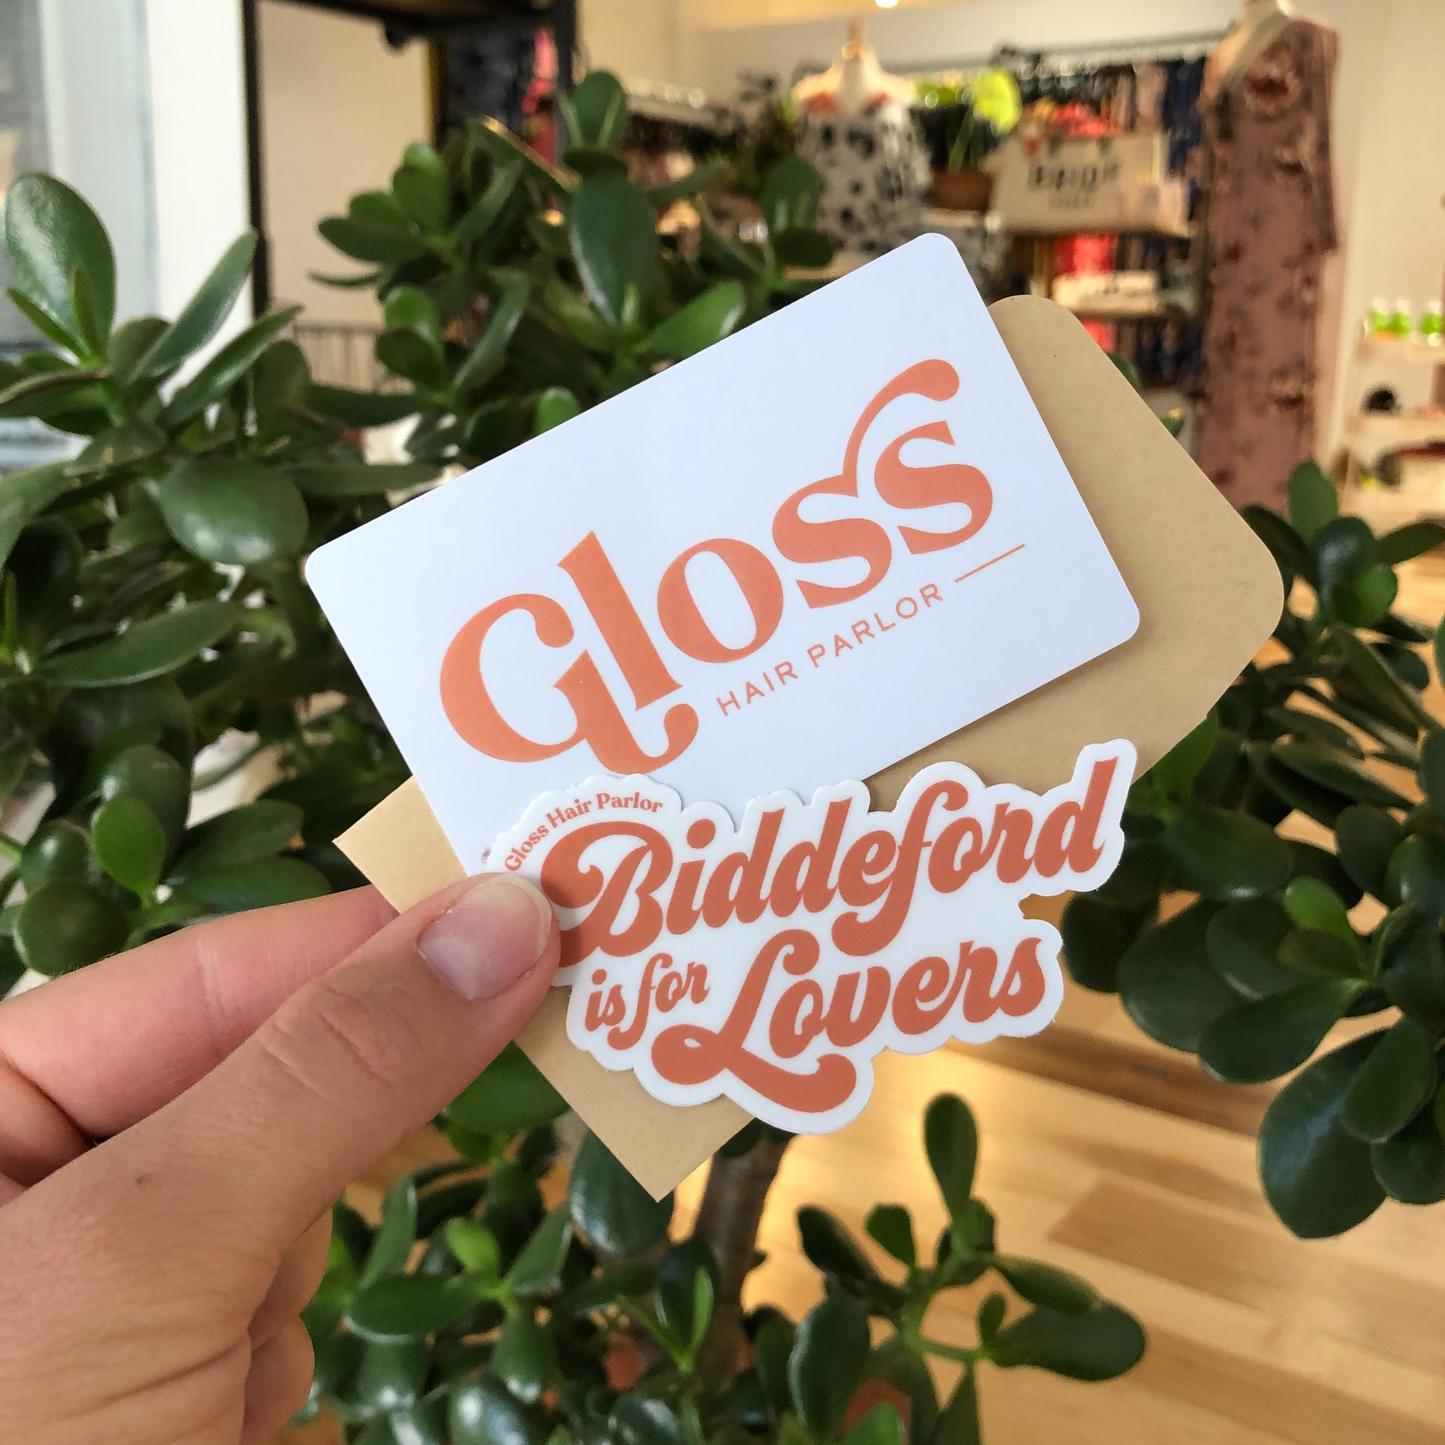 Gloss
HAIR PARLOR
Gloss Hair Parlor
Biddeford
is for Lovers